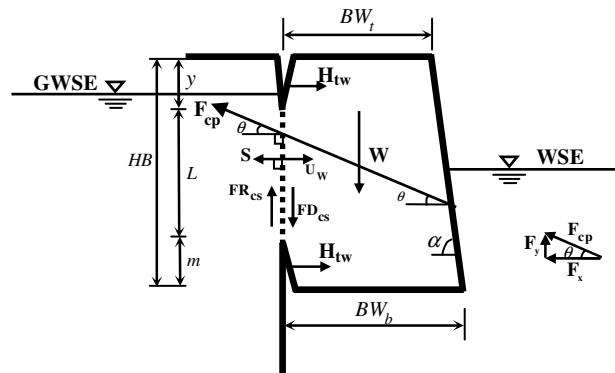 BW_t
GWSE
y
H_tw
F_cp
θ
HB
L
S
U_W
W
WSE
FR_cs
FD_cs
θ
F_cp
F_y
θ
F_x
α
m
H_tw
BW_b